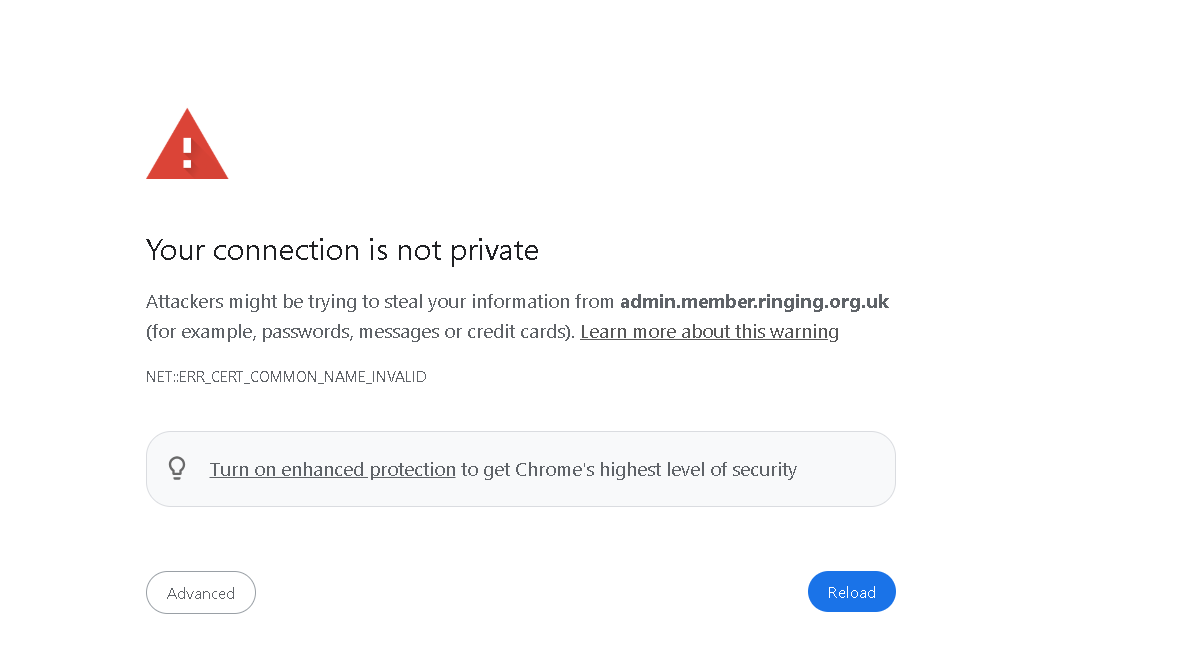 Your connection is not private
Attackers might be trying to steal your information from admin.member.ringing.org.uk
(for example, passwords, messages or credit cards). Learn more about this warning
NET::ERR_CERT_COMMON_NAME_INVALID
Turn on enhanced protection to get Chrome's highest level of security
Advanced
Reload